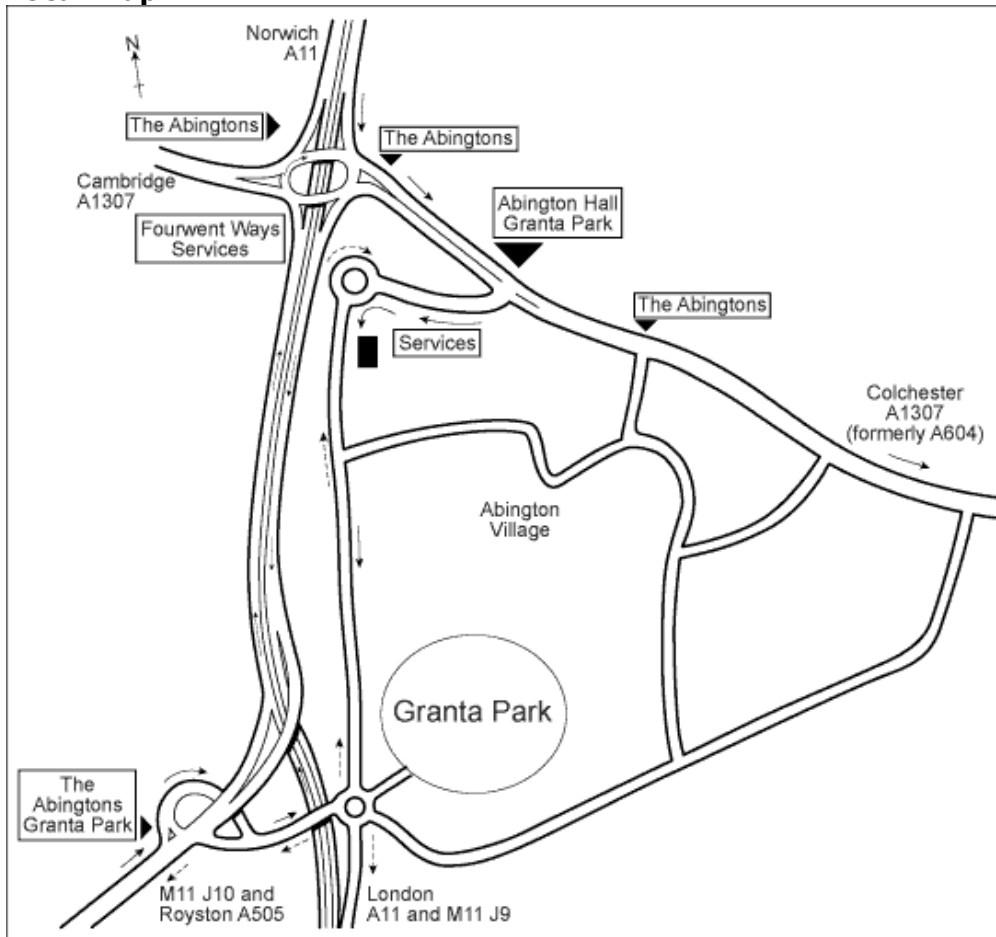 Norwich
A11
N
The Abingtons
The Abingtons
Cambridge
A1307
Abington Hall
Granta Park
Fourwent Ways
Services
The Abingtons
Services
Colchester
A1307
(formerly A604)
Abington
Village
Granta Park
The
Abingtons
Granta Park
M11 J10 and
Royston A505
London
A11 and M11 J9